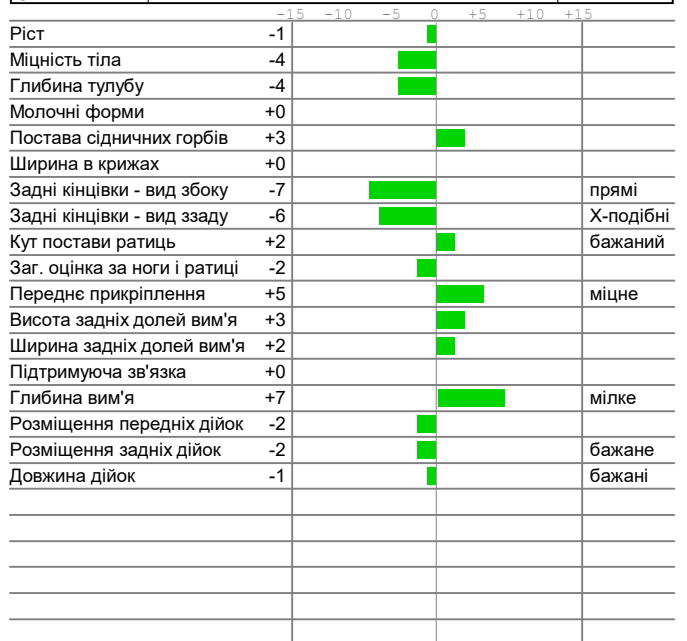 -15 -10 -5 0 +5 +10 +15
Ріст -1
Міцність тіла -4
Глибина тулубу -4
Молочні форми +0
Постава сідничних горбів +3
Ширина в крижах +0
Задні кінцівки - вид збоку -7 прямі
Задні кінцівки - вид ззаду -6 Х-подібні
Кут постави ратиць +2 бажаний
Заг. оцінка за ноги і ратиці -2
Переднє прикріплення +5 міцне
Висота задніх долей вим'я +3
Ширина задніх долей вим'я +2
Підтримуюча зв'язка +0
Глибина вим'я +7 мілке
Розміщення передніх дійок -2
Розміщення задніх дійок -2 бажане
Довжина дійок -1 бажані